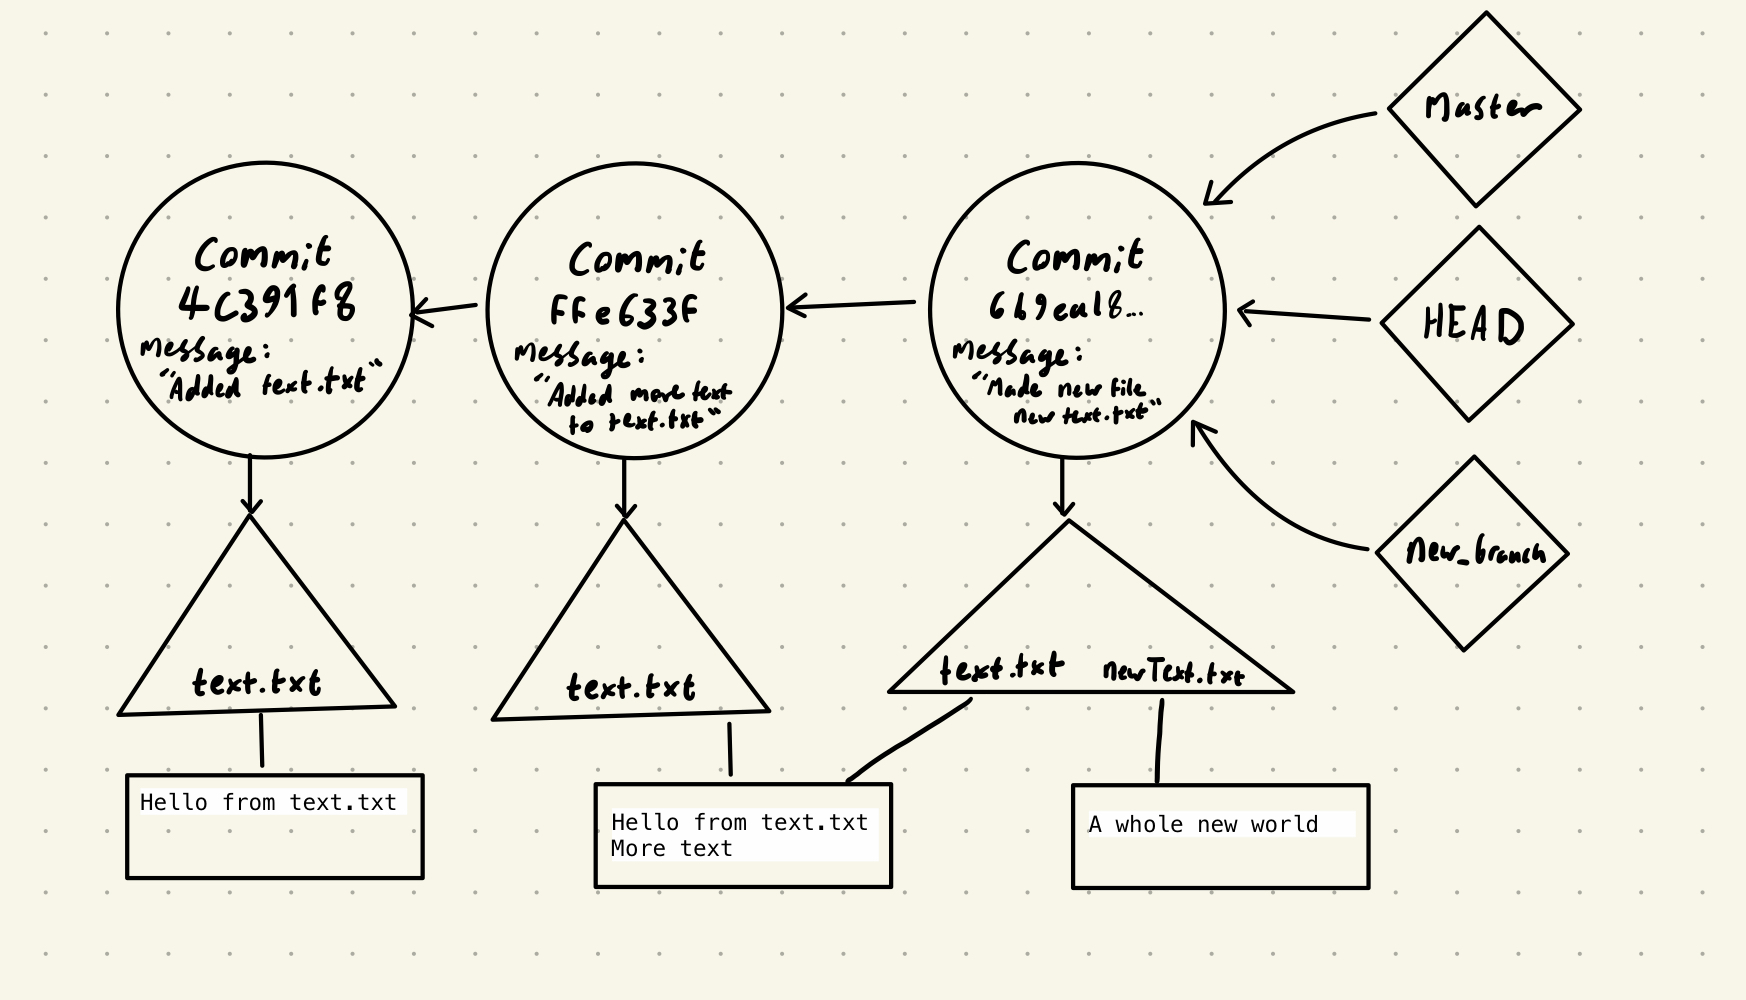 Master
Commit
4c391f8
Message:
"Added text.txt"
Commit
ffe633f
Message:
"Added more text
to text.txt"
Commit
6b9ea18...
Message:
"Made new file
new text.txt"
HEAD
new_branch
text.txt
text.txt
text.txt newText.txt
Hello from text.txt
Hello from text.txt
More text
A whole new world